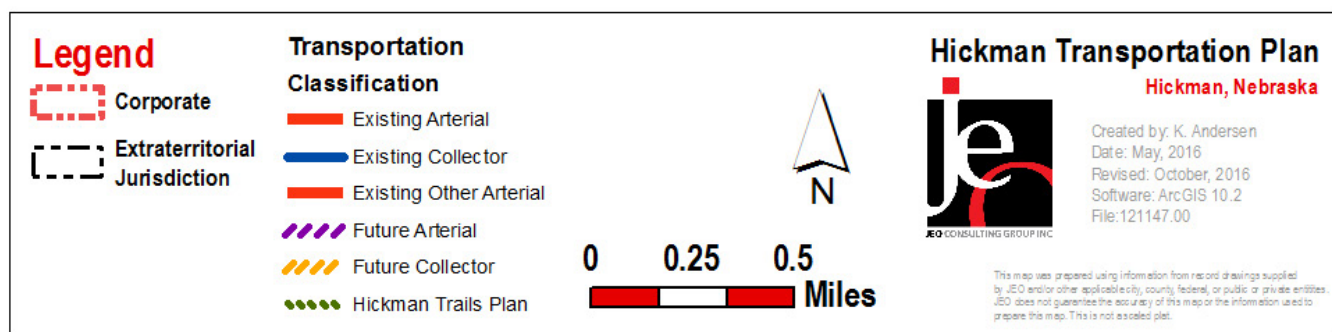 Legend
Corporate
Extraterritorial
Jurisdiction
Transportation
Classification
Existing Arterial
Existing Collector
Existing Other Arterial
Future Arterial
Future Collector
Hickman Trails Plan
N
0 0.25 0.5
Miles
Hickman Transportation Plan
Hickman, Nebraska
jeo
JEO CONSULTING GROUP INC
Created by: K. Andersen
Date: May, 2016
Revised: October, 2016
Software: ArcGIS 10.2
File:121147.00
This map was prepared using information from record drawings supplied
by JEO and/or other applicable city, county, federal, or public or private entitites.
JEO does not guarantee the accuracy of this map or the information used to
prepare this map. This is not a scaled plat.